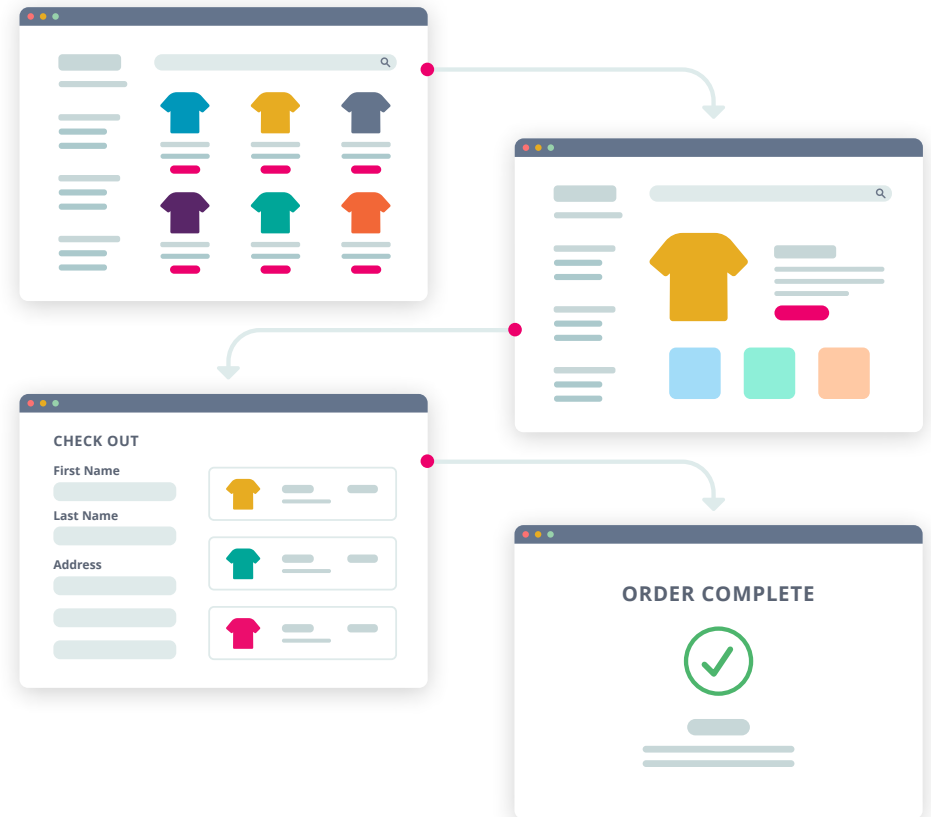 CHECK OUT
First Name
Last Name
Address
ORDER COMPLETE